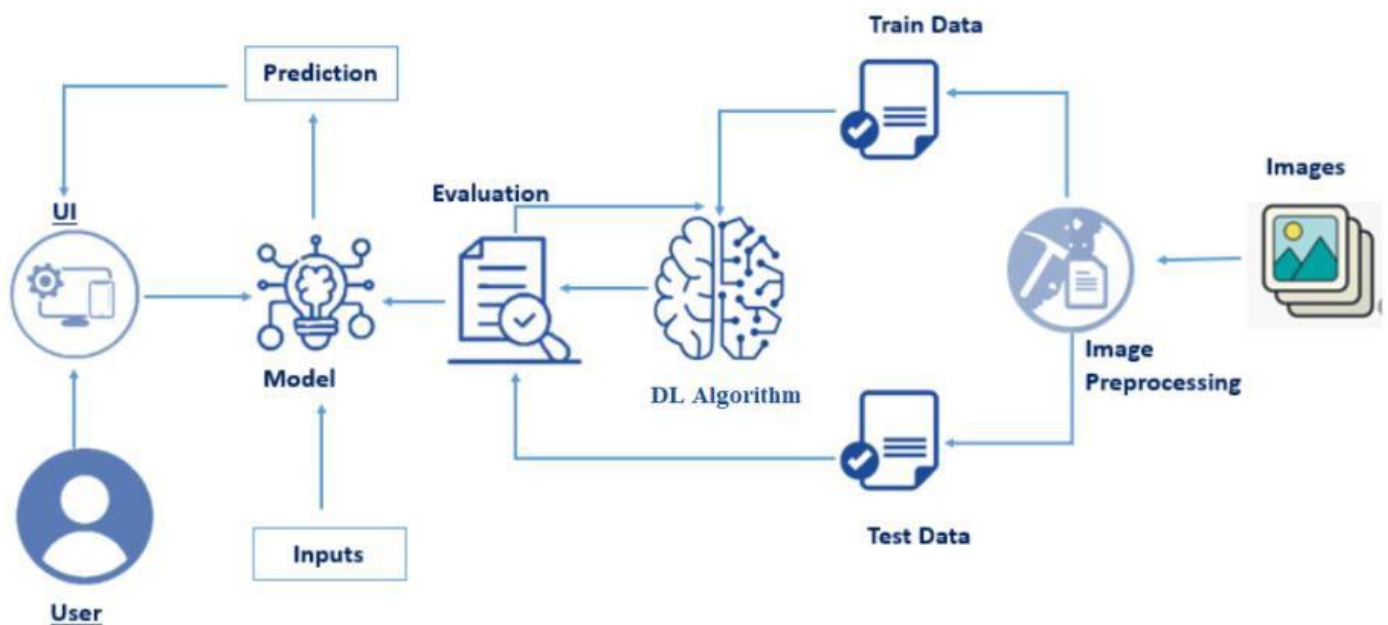 Train Data
Prediction
Images
Evaluation
UI
Model
Image
Preprocessing
DL Algorithm
Inputs
Test Data
User